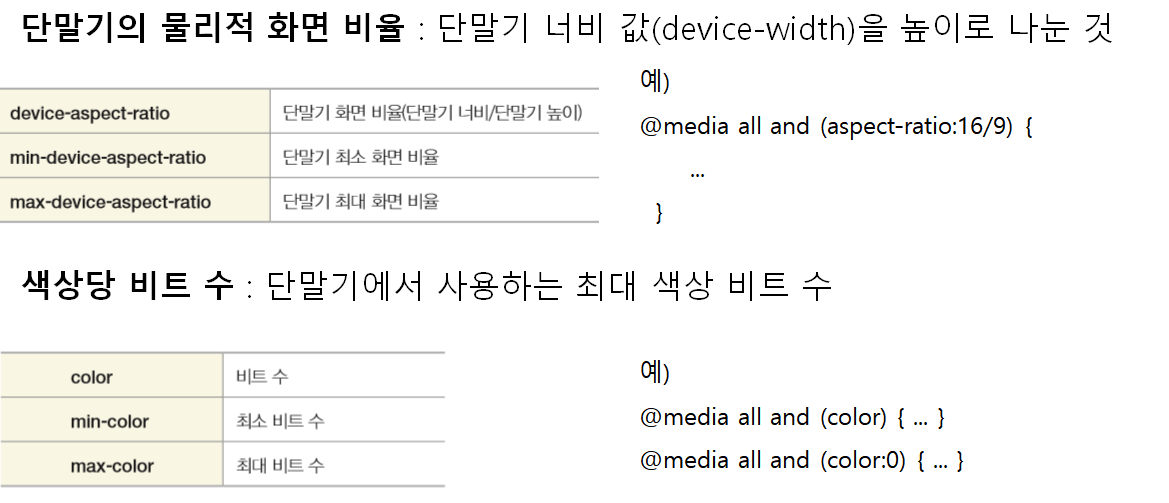 단말기의 물리적 화면 비율 : 단말기 너비 값(device-width)을 높이로 나눈 것
device-aspect-ratio 단말기 화면 비율(단말기 너비/단말기 높이)
min-device-aspect-ratio 단말기 최소 화면 비율
max-device-aspect-ratio 단말기 최대 화면 비율
예)
@media all and (aspect-ratio:16/9) {
...
}
색상당 비트 수 : 단말기에서 사용하는 최대 색상 비트 수
color 비트 수
min-color 최소 비트 수
max-color 최대 비트 수
예)
@media all and (color) { ... }
@media all and (color:0) { ... }